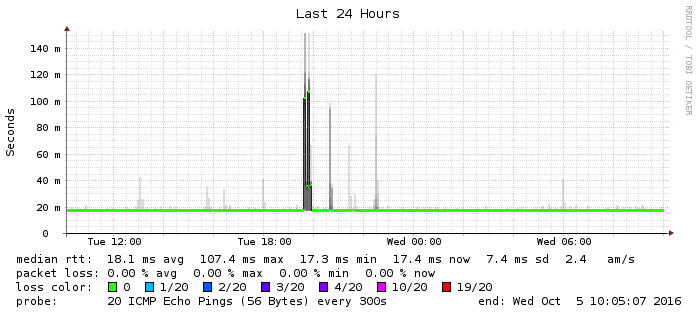 Last 24 Hours
RRDTOOL / TOBI OETIKER
Seconds
140 m
120 m
100 m
80 m
60 m
40 m
20 m
0
Tue 12:00 Tue 18:00 Wed 00:00 Wed 06:00
median rtt: 18.1 ms avg 107.4 ms max 17.3 ms min 17.4 ms now 7.4 ms sd 2.4 am/s
packet loss: 0.00 % avg 0.00 % max 0.00 % min 0.00 % now
loss color: 0 1/20 2/20 3/20 4/20 10/20 19/20
probe: 20 ICMP Echo Pings (56 Bytes) every 300s end: Wed Oct 5 10:05:07 2016